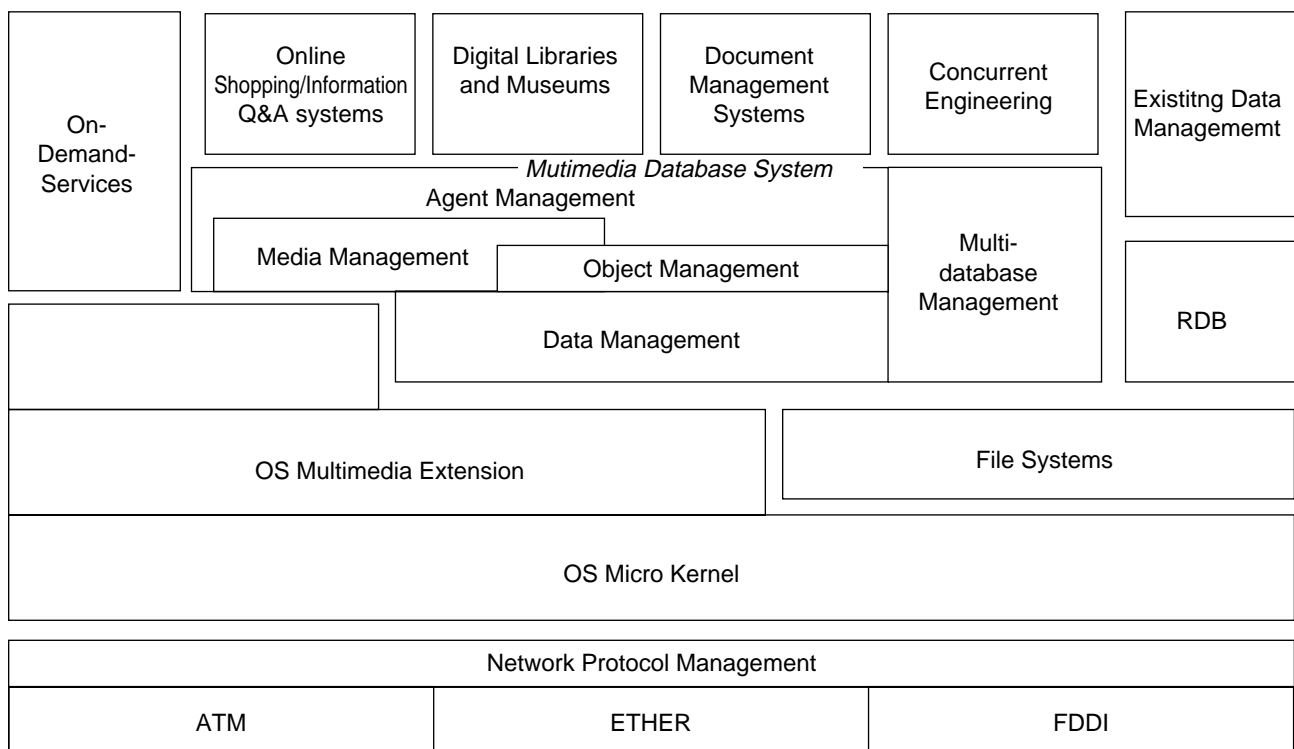 On-
Demand-
Services
Online
Shopping/Information
Q&A systems
Digital Libraries
and Museums
Document
Management
Systems
Concurrent
Engineering
Existitng Data
Managememt
Mutimedia Database System
Agent Management
Media Management
Object Management
Multi-
database
Management
Data Management
RDB
OS Multimedia Extension
File Systems
OS Micro Kernel
Network Protocol Management
ATM
ETHER
FDDI